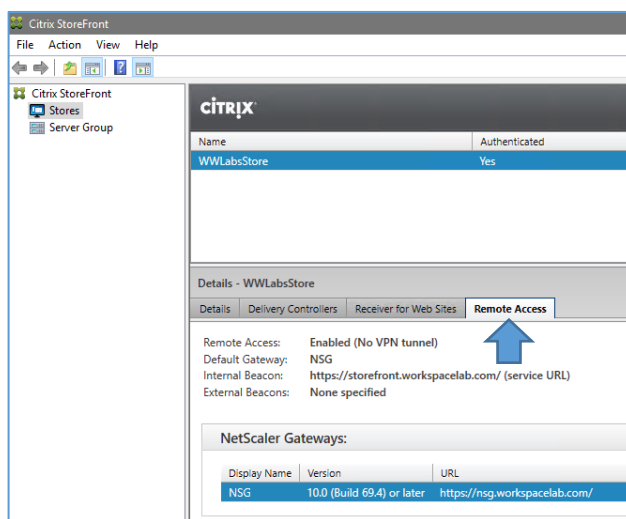 Citrix StoreFront
File Action View Help
Citrix StoreFront
Stores
Server Group
CİTRIX
Name Authenticated
WWLabsStore Yes
Details - WWLabsStore
Details Delivery Controllers Receiver for Web Sites Remote Access
Remote Access: Enabled (No VPN tunnel)
Default Gateway: NSG
Internal Beacon: https://storefront.workspacelab.com/ (service URL)
External Beacons: None specified
NetScaler Gateways:
Display Name Version URL
NSG 10.0 (Build 69.4) or later https://nsg.workspacelab.com/